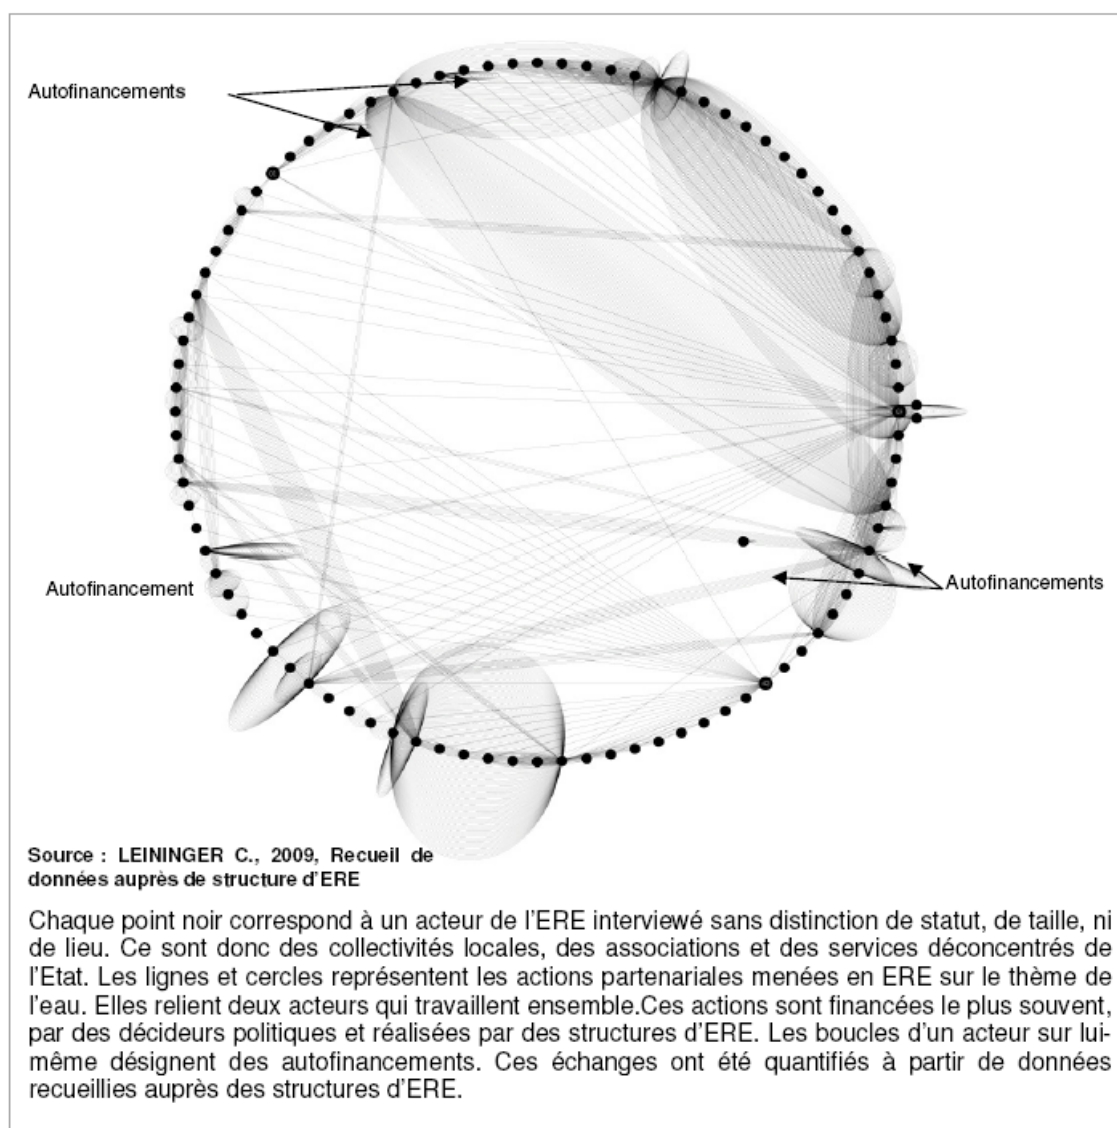 Autofinancements
Autofinancement
Autofinancements
Source : LEININGER C., 2009, Recueil de
données auprès de structure d'ERE
Chaque point noir correspond à un acteur de l'ERE interviewé sans distinction de statut, de taille, ni
de lieu. Ce sont donc des collectivités locales, des associations et des services déconcentrés de
l'Etat. Les lignes et cercles représentent les actions partenariales menées en ERE sur le thème de
l'eau. Elles relient deux acteurs qui travaillent ensemble.Ces actions sont financées le plus souvent,
par des décideurs politiques et réalisées par des structures d'ERE. Les boucles d'un acteur sur lui-
même désignent des autofinancements. Ces échanges ont été quantifiés à partir de données
recueillies auprès des structures d'ERE.